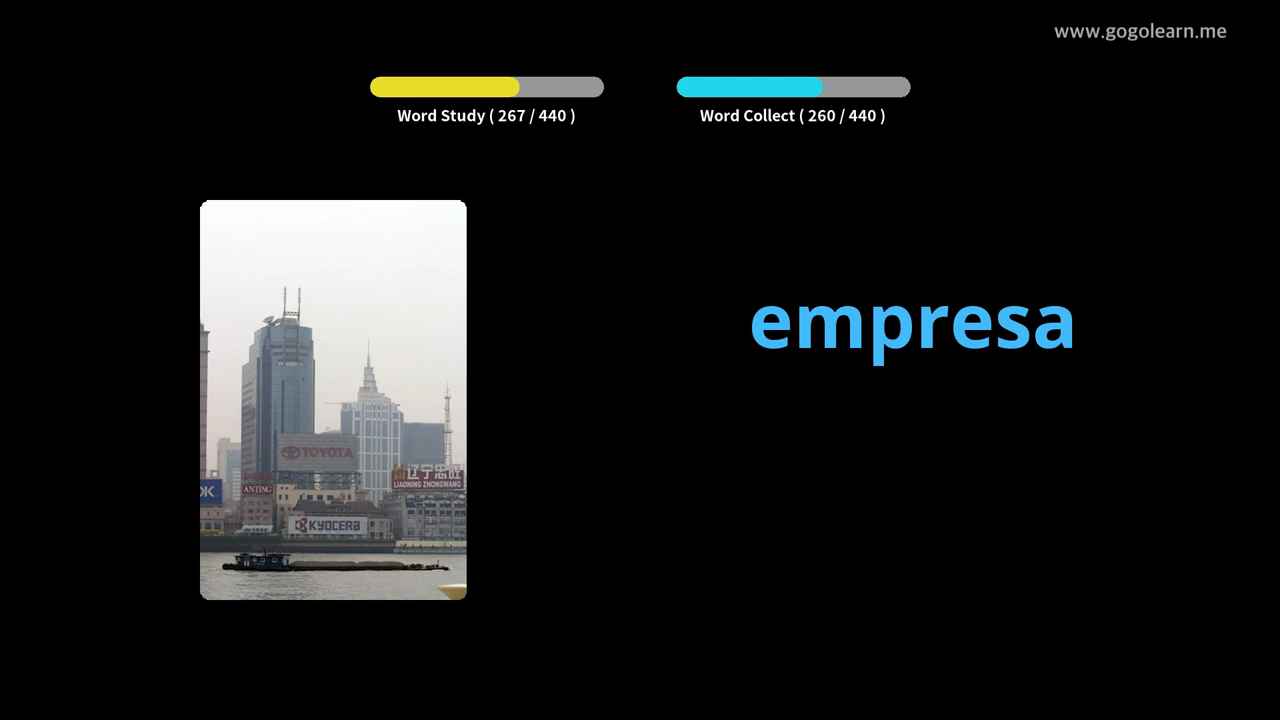 www.gogolearn.me
Word Study ( 267 / 440 )
Word Collect ( 260 / 440 )
empresa
TOYOTA
辽宁忠旺
LIAONING ZHONGWANG
ANTING
KYOCERA